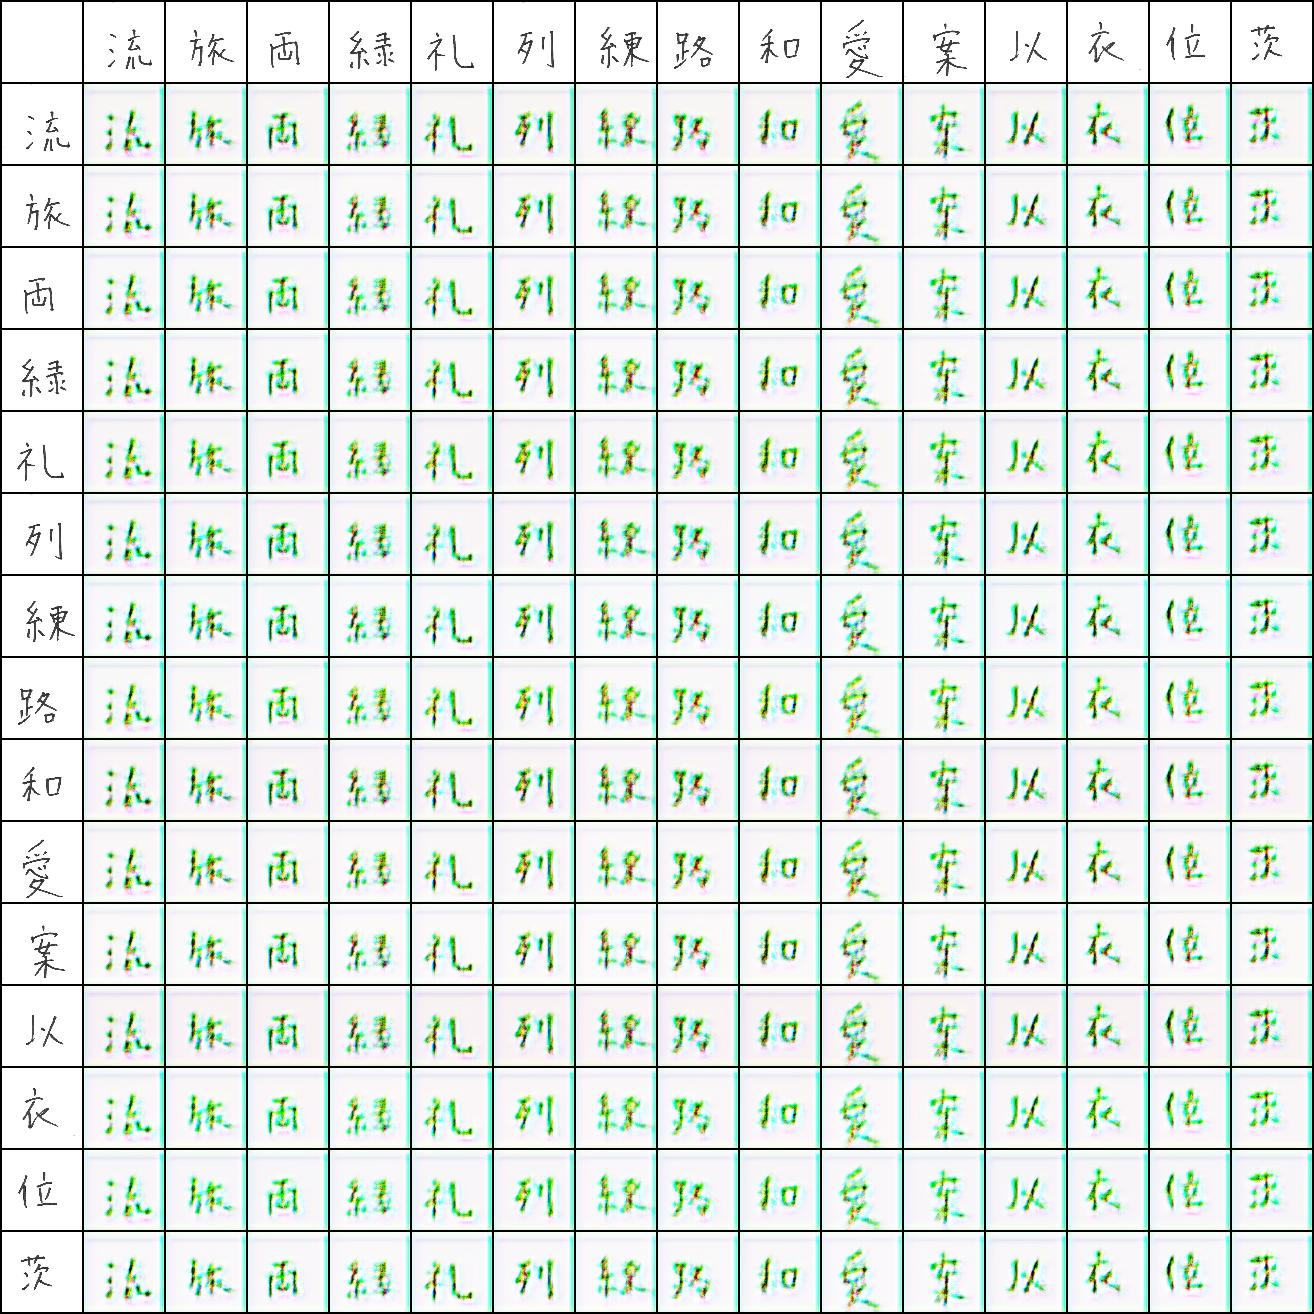 流 旅 両 緑 礼 列 練 路 和 愛 案 以 衣 位 茨
流 流 旅 両 緑 礼 列 練 路 和 愛 案 以 衣 位 茨
旅 流 旅 両 緑 礼 列 練 路 和 愛 案 以 衣 位 茨
両 流 旅 両 緑 礼 列 練 路 和 愛 案 以 衣 位 茨
緑 流 旅 両 緑 礼 列 練 路 和 愛 案 以 衣 位 茨
礼 流 旅 両 緑 礼 列 練 路 和 愛 案 以 衣 位 茨
列 流 旅 両 緑 礼 列 練 路 和 愛 案 以 衣 位 茨
練 流 旅 両 緑 礼 列 練 路 和 愛 案 以 衣 位 茨
路 流 旅 両 緑 礼 列 練 路 和 愛 案 以 衣 位 茨
和 流 旅 両 緑 礼 列 練 路 和 愛 案 以 衣 位 茨
愛 流 旅 両 緑 礼 列 練 路 和 愛 案 以 衣 位 茨
案 流 旅 両 緑 礼 列 練 路 和 愛 案 以 衣 位 茨
以 流 旅 両 緑 礼 列 練 路 和 愛 案 以 衣 位 茨
衣 流 旅 両 緑 礼 列 練 路 和 愛 案 以 衣 位 茨
位 流 旅 両 緑 礼 列 練 路 和 愛 案 以 衣 位 茨
茨 流 旅 両 緑 礼 列 練 路 和 愛 案 以 衣 位 茨